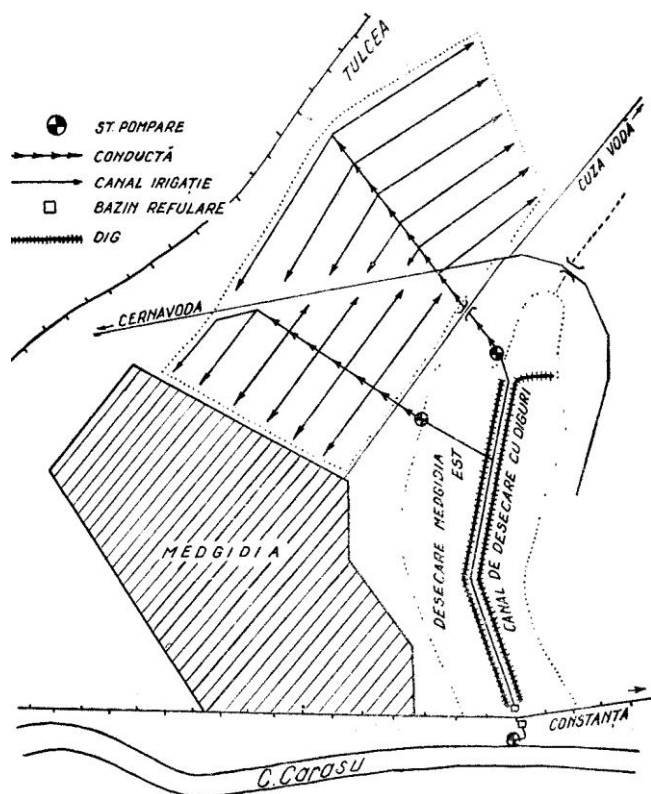 TULCEA
ST. POMPARE
CONDUCTĂ
CANAL IRIGAȚIE
BAZIN REFULARE
DIG
CUZA VODĂ
CERNAVODA
MEDGIDIA
DESECARE MEDGIDIA
EST
CANAL DE DESECARE CU DIGURI
CONSTANȚA
C. Carasu